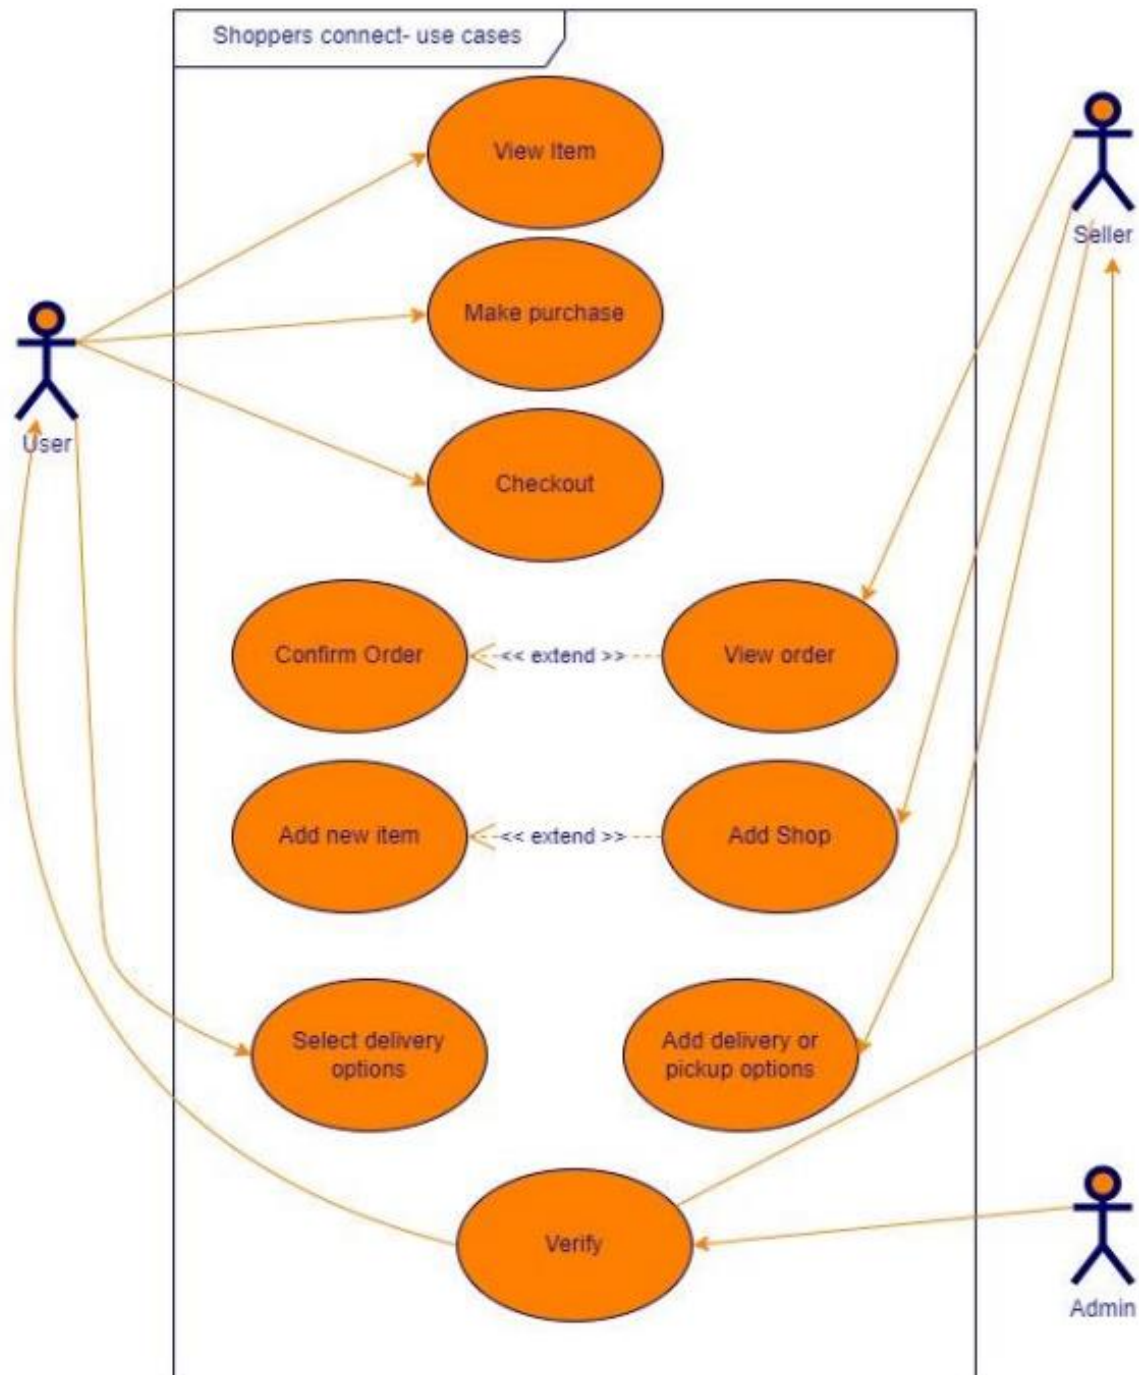 Shoppers connect- use cases
View Item
Seller
Make purchase
User
Checkout
Confirm Order
<< extend >>
View order
Add new item
<< extend >>
Add Shop
Select delivery
options
Add delivery or
pickup options
Verify
Admin